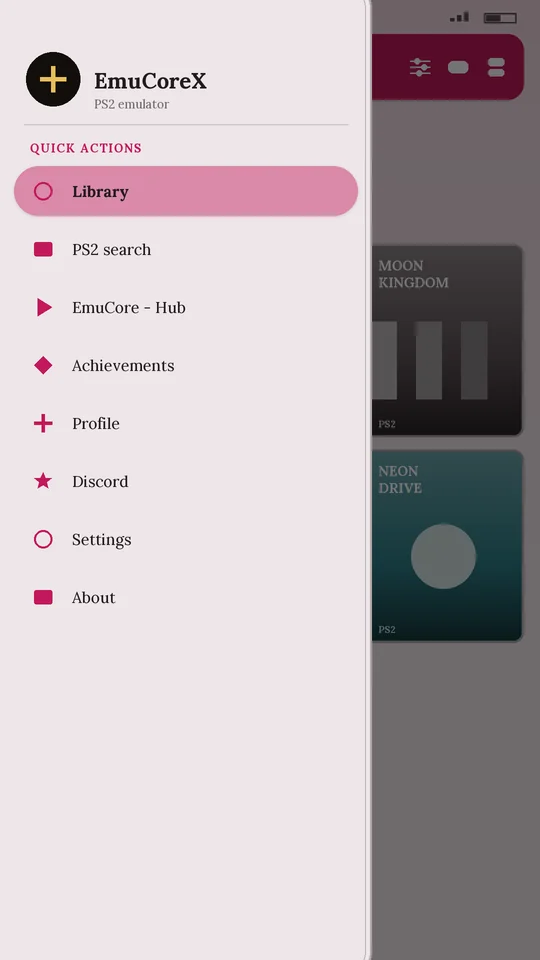 EmuCoreX
PS2 emulator
QUICK ACTIONS
Library
PS2 search
EmuCore - Hub
Achievements
Profile
Discord
Settings
About
MOON
KINGDOM
PS2
NEON
DRIVE
PS2